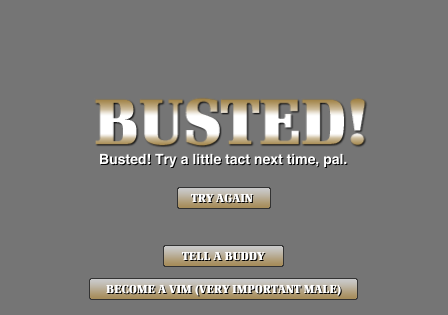 BUSTED!
Busted! Try a little tact next time, pal.
TRY AGAIN
TELL A BUDDY
BECOME A VIM (VERY IMPORTANT MALE)